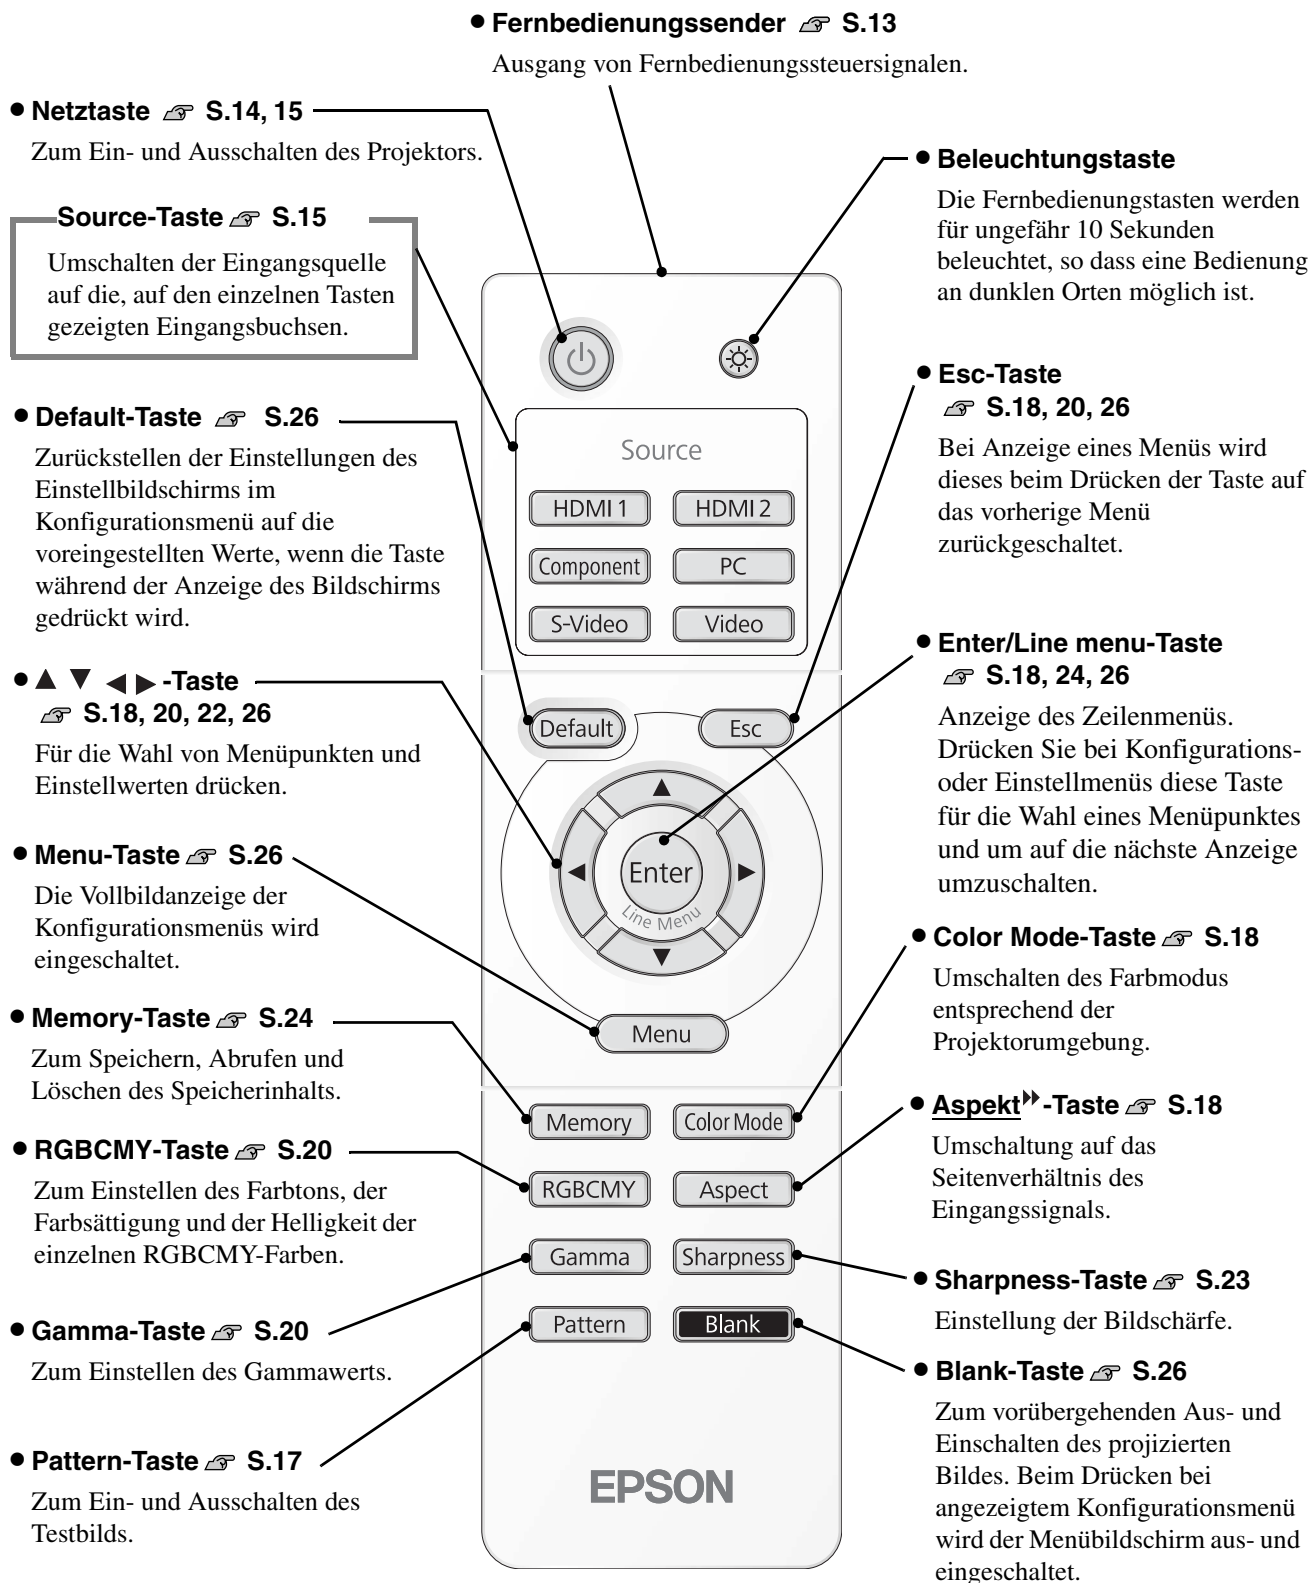 ● Fernbedienungssender ☞ S.13
Ausgang von Fernbedienungssteuersignalen.
● Netztaste ☞ S.14, 15
Zum Ein- und Ausschalten des Projektors.
Source-Taste ☞ S.15
Umschalten der Eingangsquelle
auf die, auf den einzelnen Tasten
gezeigten Eingangsbuchsen.
● Default-Taste ☞ S.26
Zurückstellen der Einstellungen des
Einstellbildschirms im
Konfigurationsmenü auf die
voreingestellten Werte, wenn die Taste
während der Anzeige des Bildschirms
gedrückt wird.
● ▲ ▼ ◀ ▶ -Taste
☞ S.18, 20, 22, 26
Für die Wahl von Menüpunkten und
Einstellwerten drücken.
● Menu-Taste ☞ S.26
Die Vollbildanzeige der
Konfigurationsmenüs wird
eingeschaltet.
● Memory-Taste ☞ S.24
Zum Speichern, Abrufen und
Löschen des Speicherinhalts.
● RGBCMY-Taste ☞ S.20
Zum Einstellen des Farbtons, der
Farbsättigung und der Helligkeit der
einzelnen RGBCMY-Farben.
● Gamma-Taste ☞ S.20
Zum Einstellen des Gammawerts.
● Pattern-Taste ☞ S.17
Zum Ein- und Ausschalten des
Testbilds.
Source
HDMI 1 HDMI 2
Component PC
S-Video Video
Default Esc
▲
◀ Enter ▶
Line Menu
▼
Menu
Memory Color Mode
RGBCMY Aspect
Gamma Sharpness
Pattern Blank
EPSON
● Beleuchtungstaste
Die Fernbedienungstasten werden
für ungefähr 10 Sekunden
beleuchtet, so dass eine Bedienung
an dunklen Orten möglich ist.
● Esc-Taste
☞ S.18, 20, 26
Bei Anzeige eines Menüs wird
dieses beim Drücken der Taste auf
das vorherige Menü
zurückgeschaltet.
● Enter/Line menu-Taste
☞ S.18, 24, 26
Anzeige des Zeilenmenüs.
Drücken Sie bei Konfigurations-
oder Einstellmenüs diese Taste
für die Wahl eines Menüpunktes
und um auf die nächste Anzeige
umzuschalten.
● Color Mode-Taste ☞ S.18
Umschalten des Farbmodus
entsprechend der
Projektorumgebung.
● Aspekt▶▶-Taste ☞ S.18
Umschaltung auf das
Seitenverhältnis des
Eingangssignals.
● Sharpness-Taste ☞ S.23
Einstellung der Bildschärfe.
● Blank-Taste ☞ S.26
Zum vorübergehenden Aus- und
Einschalten des projizierten
Bildes. Beim Drücken bei
angezeigtem Konfigurationsmenü
wird der Menübildschirm aus- und
eingeschaltet.